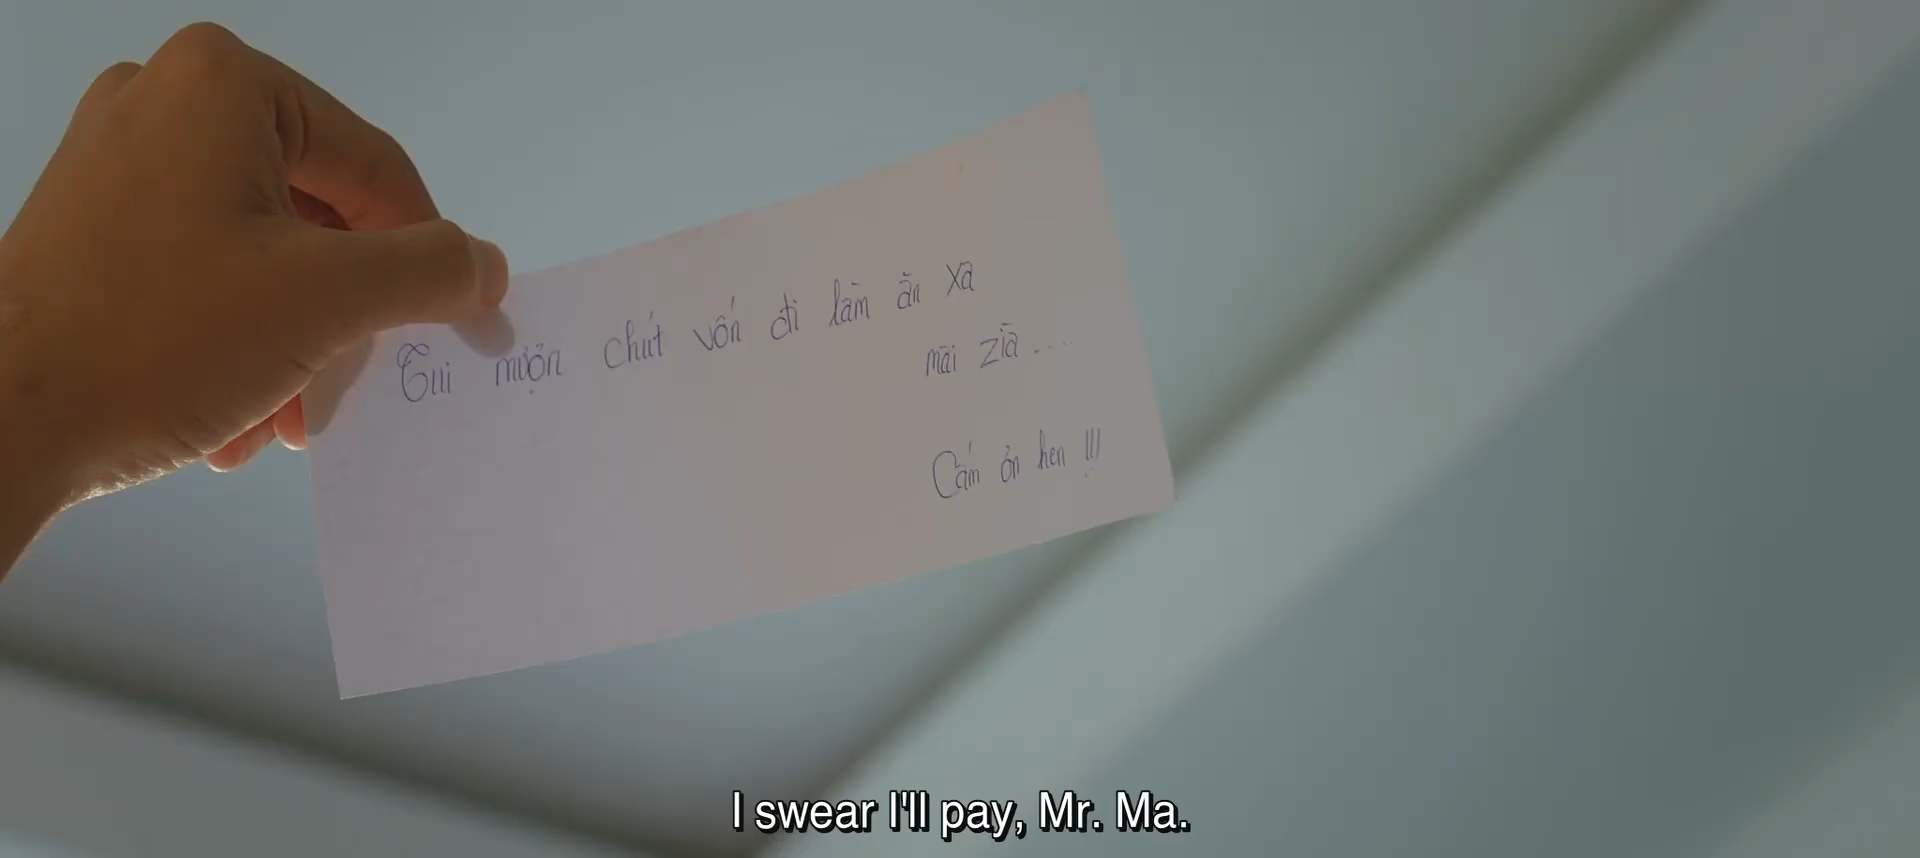 Tui mượn chút vốn đi làm ăn xa
mãi zìa ....
Cám ơn hen !!!
I swear I'll pay, Mr. Ma.